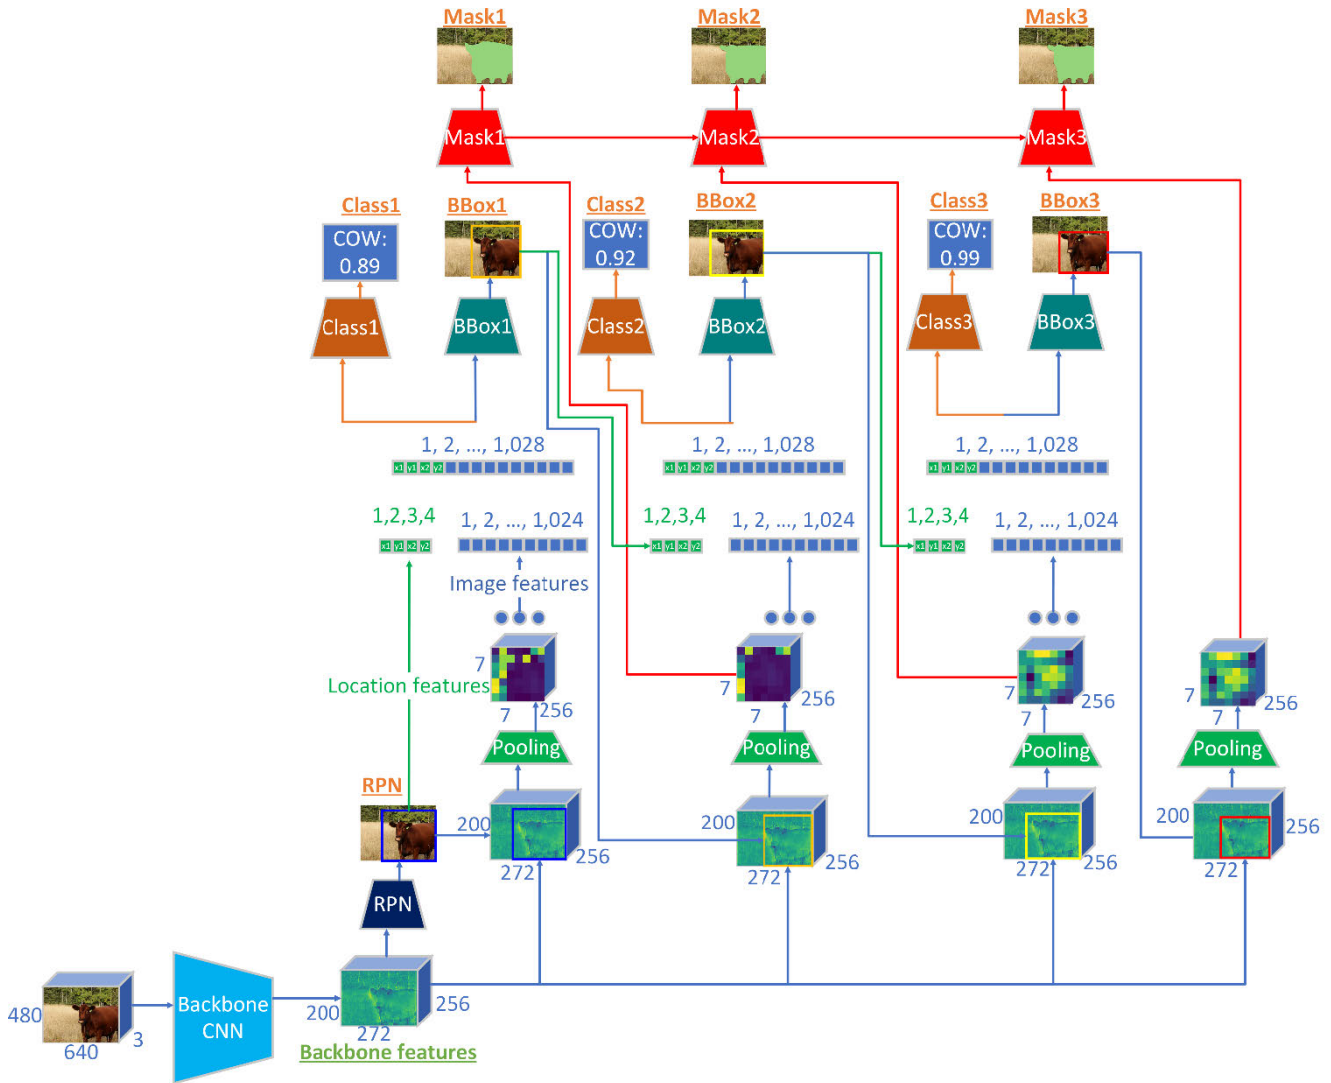 Mask1 Mask2 Mask3
Mask1 Mask2 Mask3
Class1 BBox1 Class2 BBox2 Class3 BBox3
COW: 0.89 COW: 0.92 COW: 0.99
Class1 BBox1 Class2 BBox2 Class3 BBox3
1, 2, ..., 1,028 1, 2, ..., 1,028 1, 2, ..., 1,028
x1 y1 x2 y2 x1 y1 x2 y2 x1 y1 x2 y2
1,2,3,4 1, 2, ..., 1,024 1,2,3,4 1, 2, ..., 1,024 1,2,3,4 1, 2, ..., 1,024
x1 y1 x2 y2 x1 y1 x2 y2 x1 y1 x2 y2
Image features
Location features
7 7 256 7 7 256 7 7 256 7 7 256
Pooling Pooling Pooling Pooling
RPN
200 272 256 200 272 256 200 272 256 200 272 256
RPN
480 640 3
Backbone
CNN
200 272 256
Backbone features